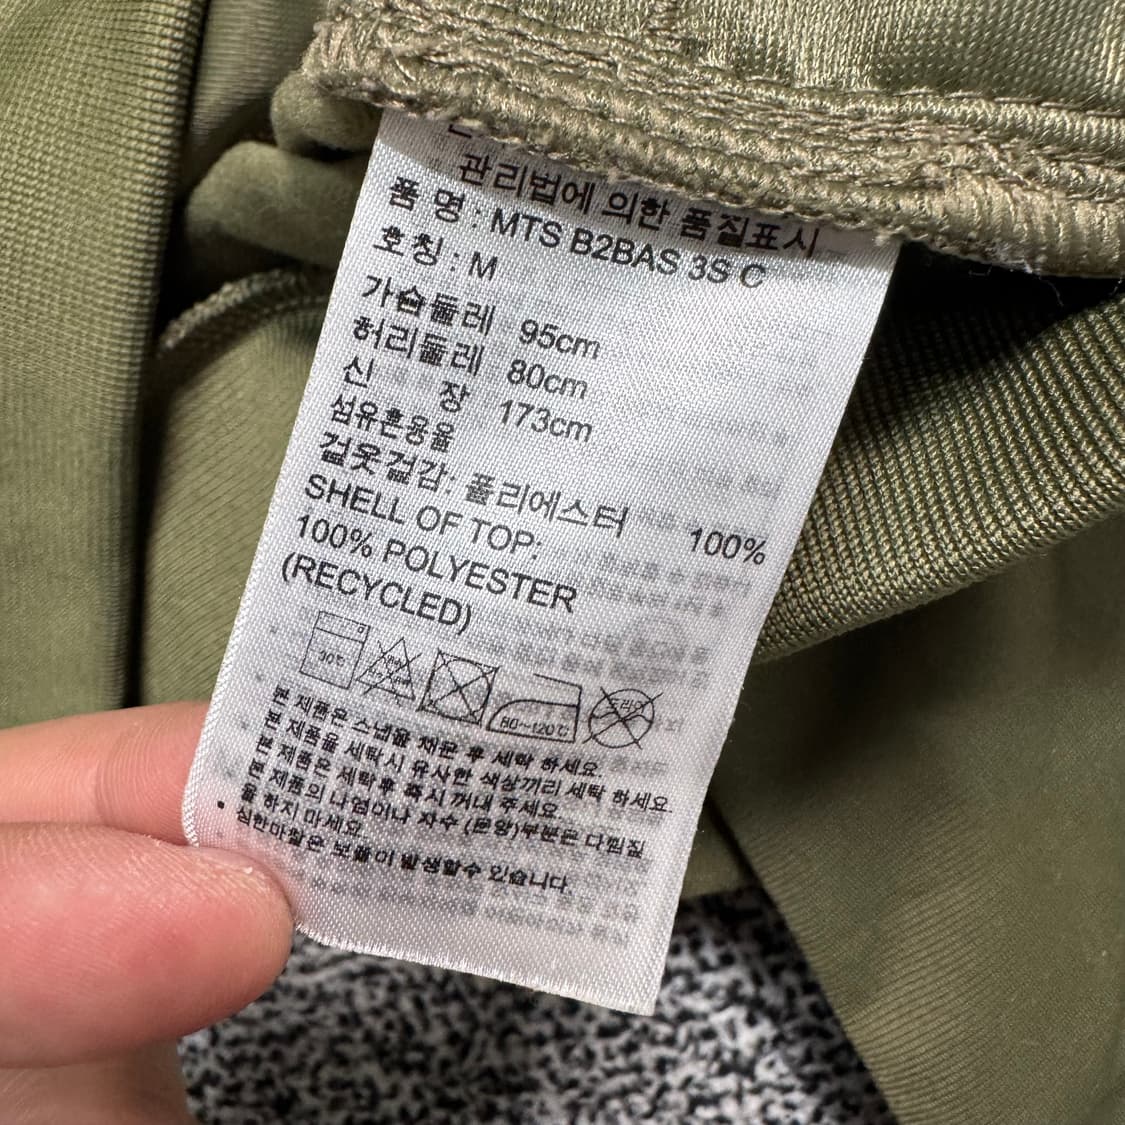 관리법에 의한 품질표시
품 명 : MTS B2BAS 3S C
호칭 : M
가슴둘레 95cm
허리둘레 80cm
신 장 173cm
섬유혼용율
겉옷겉감: 폴리에스터 100%
SHELL OF TOP:
100% POLYESTER
(RECYCLED)
30℃ 80~120℃ 드라이
본 제품은 스냅을 채운 후 세탁 하세요.
본 제품을 세탁시 유사한 색상끼리 세탁 하세요.
본 제품은 세탁후 즉시 꺼내 주세요.
본 제품의 나염이나 자수 (문양)부분은 다림질
을 하지 마세요.
• 심한마찰은 보풀이 발생할수 있습니다.